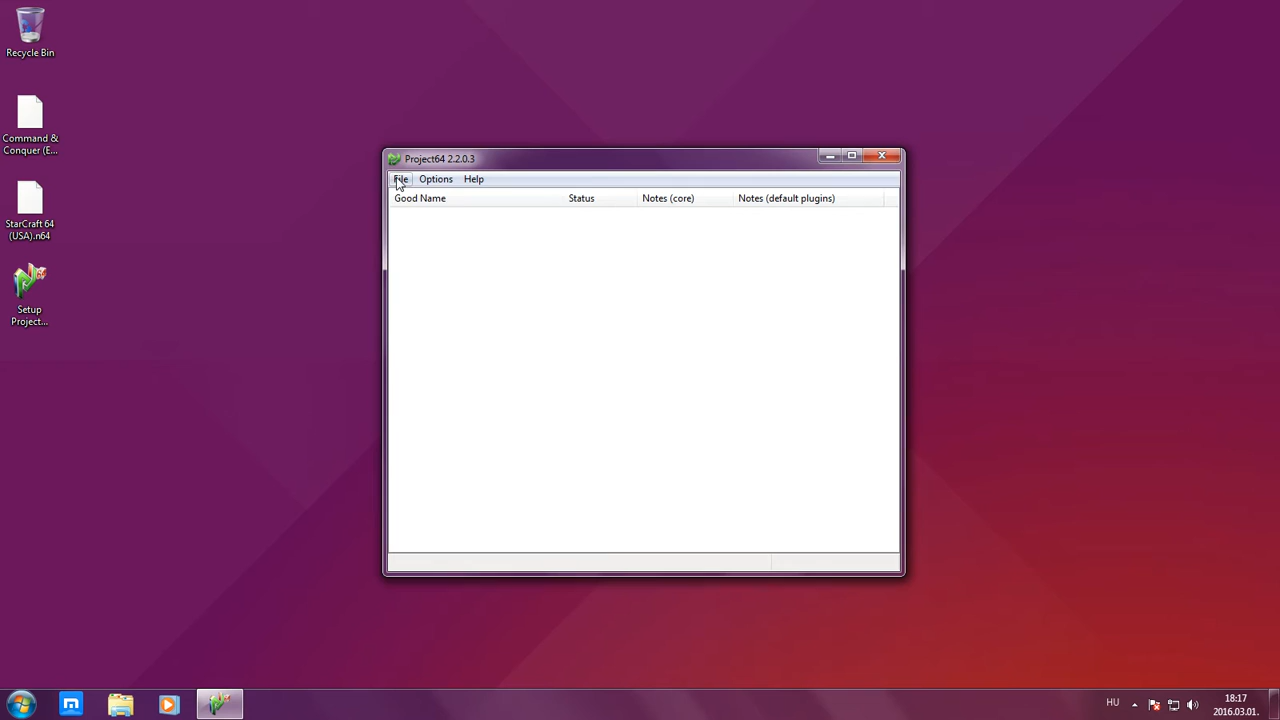 Recycle Bin
Command &
Conquer (E...
StarCraft 64
(USA).n64
Setup
Project...
Project64 2.2.0.3
File Options Help
Good Name Status Notes (core) Notes (default plugins)
HU
18:17
2016.03.01.